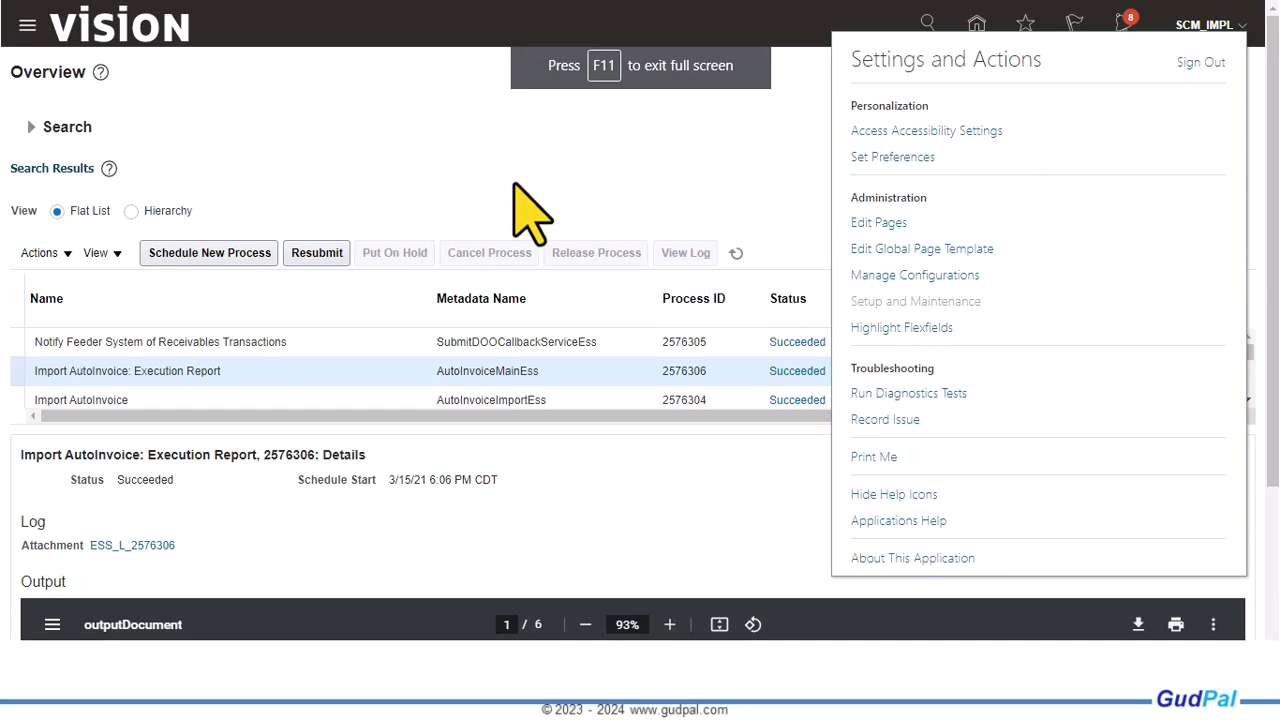 vision
8
SCM_IMPL
Press F11 to exit full screen
Overview ?
Search
Search Results ?
View Flat List Hierarchy
Actions View Schedule New Process Resubmit Put On Hold Cancel Process Release Process View Log
Name Metadata Name Process ID Status
Notify Feeder System of Receivables Transactions SubmitDOOCallbackServiceEss 2576305 Succeeded
Import AutoInvoice: Execution Report AutoInvoiceMainEss 2576306 Succeeded
Import AutoInvoice AutoInvoiceImportEss 2576304 Succeeded
Import AutoInvoice: Execution Report, 2576306: Details
Status Succeeded Schedule Start 3/15/21 6:06 PM CDT
Log
Attachment ESS_L_2576306
Output
outputDocument 1 / 6 93%
Settings and Actions Sign Out
Personalization
Access Accessibility Settings
Set Preferences
Administration
Edit Pages
Edit Global Page Template
Manage Configurations
Setup and Maintenance
Highlight Flexfields
Troubleshooting
Run Diagnostics Tests
Record Issue
Print Me
Hide Help Icons
Applications Help
About This Application
GudPal
© 2023 - 2024 www.gudpal.com